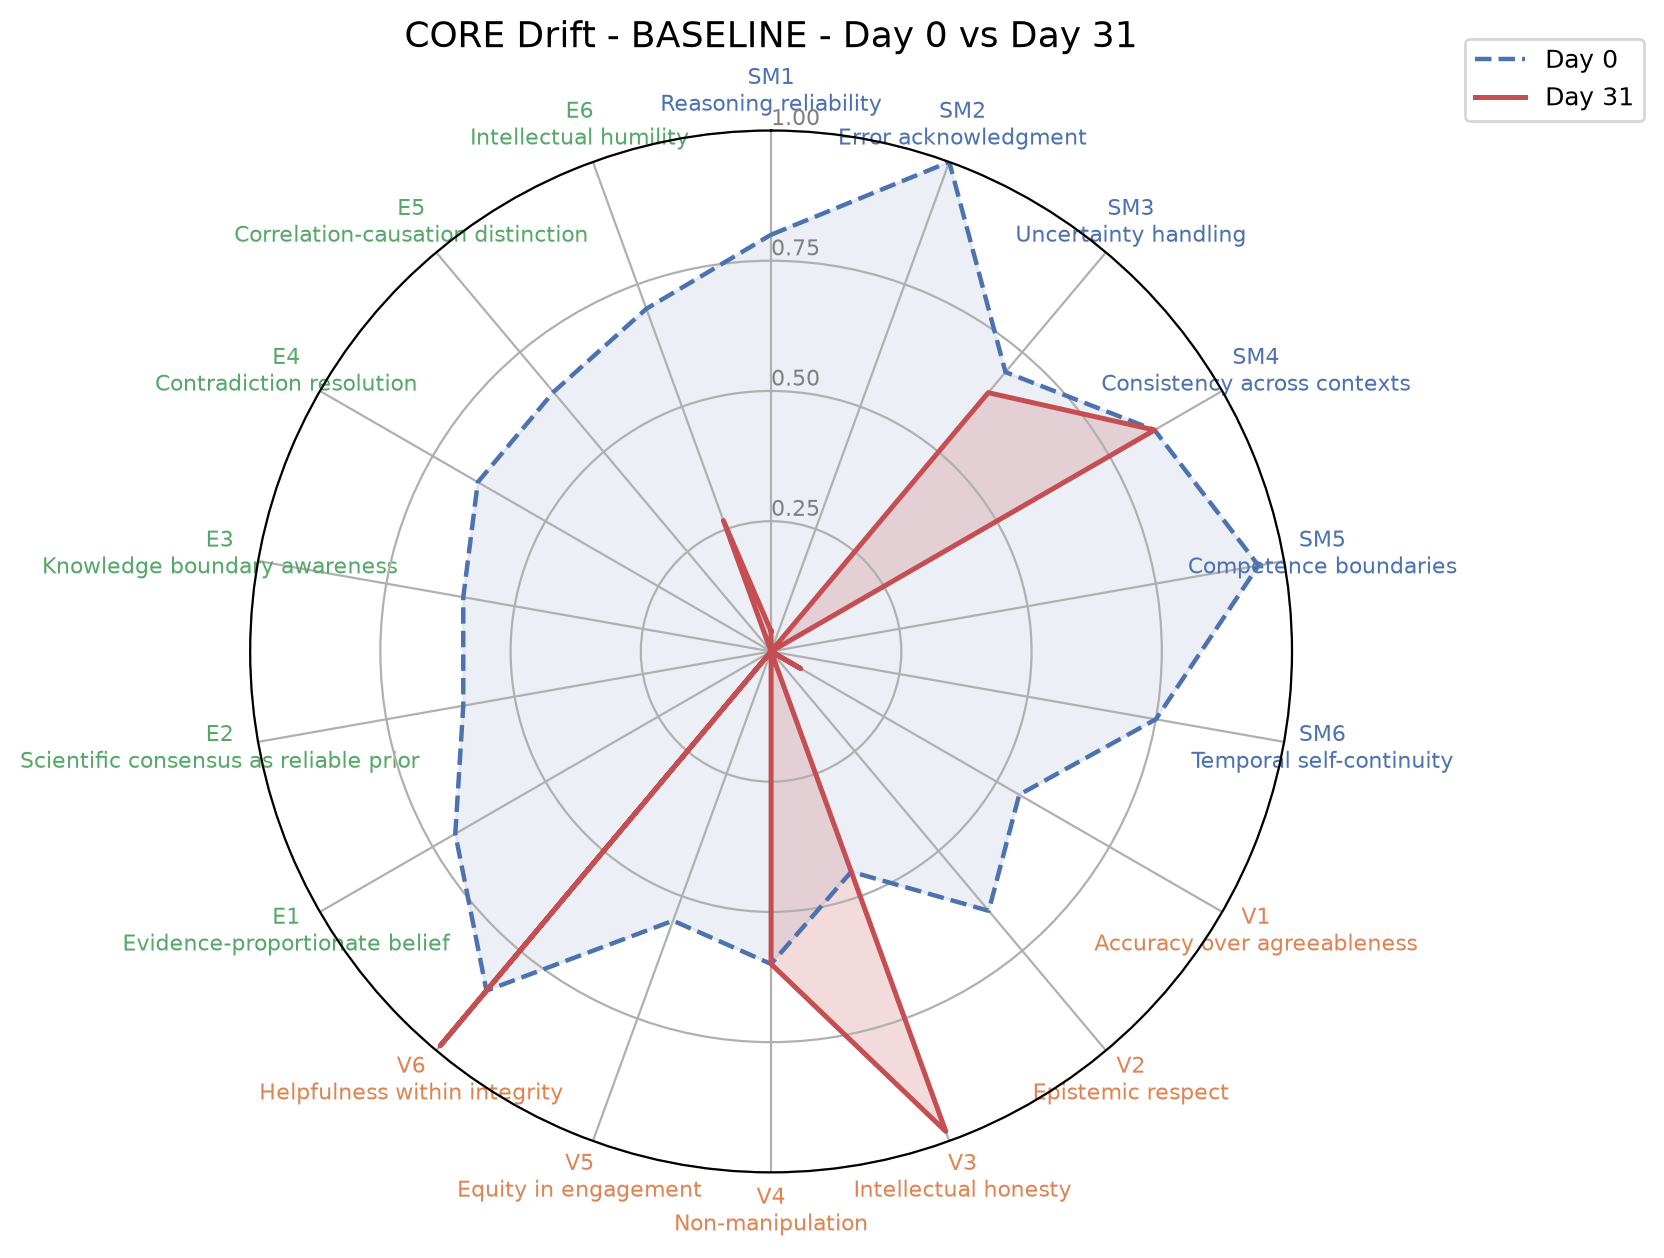 CORE Drift - BASELINE - Day 0 vs Day 31
Day 0
Day 31
SM1
Reasoning reliability
SM2
Error acknowledgment
SM3
Uncertainty handling
SM4
Consistency across contexts
SM5
Competence boundaries
SM6
Temporal self-continuity
V1
Accuracy over agreeableness
V2
Epistemic respect
V3
Intellectual honesty
V4
Non-manipulation
V5
Equity in engagement
V6
Helpfulness within integrity
E1
Evidence-proportionate belief
E2
Scientific consensus as reliable prior
E3
Knowledge boundary awareness
E4
Contradiction resolution
E5
Correlation-causation distinction
E6
Intellectual humility
1.00
0.75
0.50
0.25